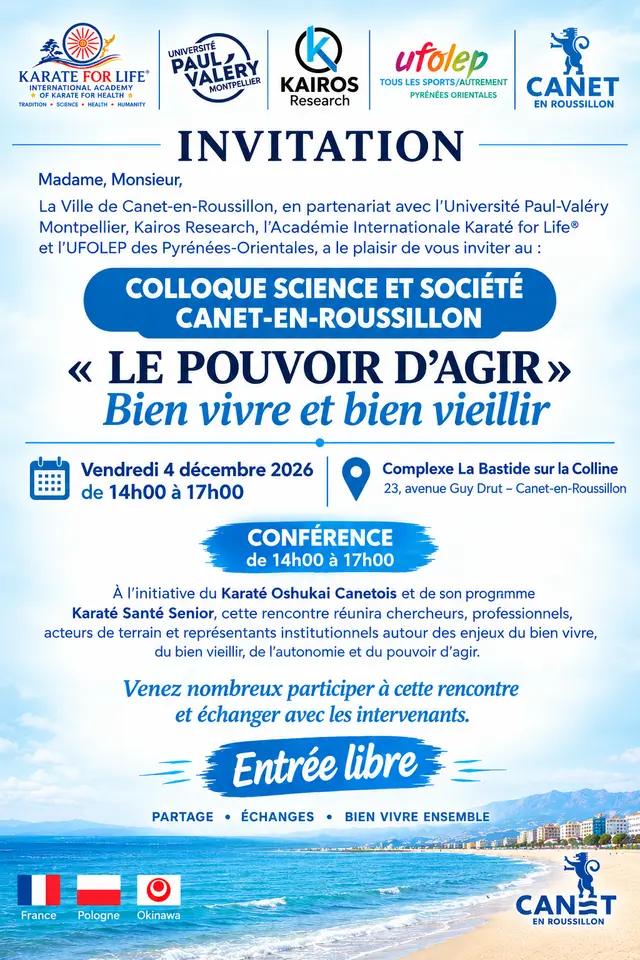 KARATE FOR LIFE®
INTERNATIONAL ACADEMY
OF KARATE FOR HEALTH
TRADITION • SCIENCE • HEALTH • HUMANITY
UNIVERSITÉ
PAUL
VALÉRY
MONTPELLIER
KAIROS
Research
ufolep
TOUS LES SPORTS/AUTREMENT
PYRÉNÉES ORIENTALES
CANET
EN ROUSSILLON
INVITATION
Madame, Monsieur,
La Ville de Canet-en-Roussillon, en partenariat avec l'Université Paul-Valéry
Montpellier, Kairos Research, l'Académie Internationale Karaté for Life®
et l'UFOLEP des Pyrénées-Orientales, a le plaisir de vous inviter au :
COLLOQUE SCIENCE ET SOCIÉTÉ
CANET-EN-ROUSSILLON
« LE POUVOIR D'AGIR »
Bien vivre et bien vieillir
Vendredi 4 décembre 2026
de 14h00 à 17h00
Complexe La Bastide sur la Colline
23, avenue Guy Drut – Canet-en-Roussillon
CONFÉRENCE
de 14h00 à 17h00
À l'initiative du Karaté Oshukai Canetois et de son programme
Karaté Santé Senior, cette rencontre réunira chercheurs, professionnels,
acteurs de terrain et représentants institutionnels autour des enjeux du bien vivre,
du bien vieillir, de l'autonomie et du pouvoir d'agir.
Venez nombreux participer à cette rencontre
et échanger avec les intervenants.
Entrée libre
PARTAGE • ÉCHANGES • BIEN VIVRE ENSEMBLE
France
Pologne
Okinawa
CANET
EN ROUSSILLON